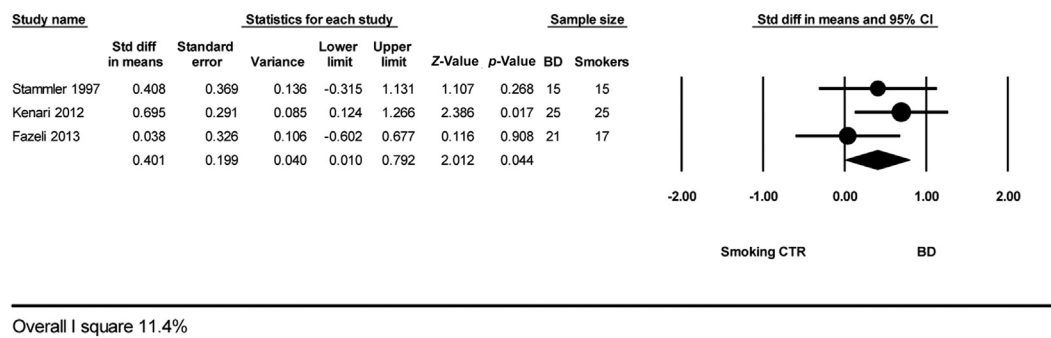 Study name Statistics for each study Sample size Std diff in means and 95% CI
Std diff Standard Lower Upper
in means error Variance limit limit Z-Value p-Value BD Smokers
Stammler 1997 0.408 0.369 0.136 -0.315 1.131 1.107 0.268 15 15
Kenari 2012 0.695 0.291 0.085 0.124 1.266 2.386 0.017 25 25
Fazeli 2013 0.038 0.326 0.106 -0.602 0.677 0.116 0.908 21 17
0.401 0.199 0.040 0.010 0.792 2.012 0.044
-2.00 -1.00 0.00 1.00 2.00
Smoking CTR BD
Overall I square 11.4%